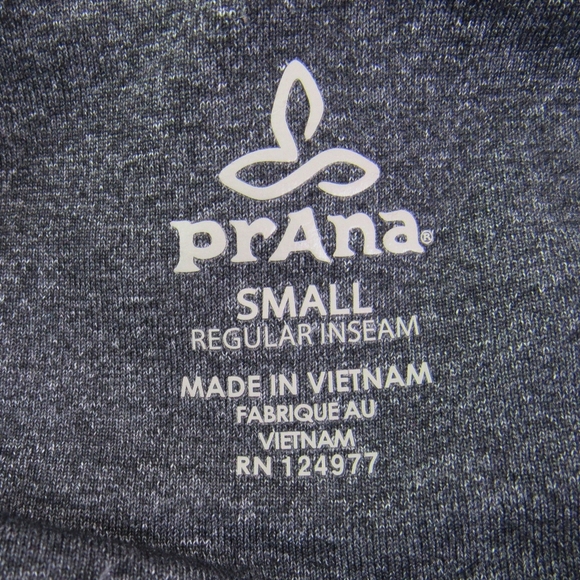 prAna®
SMALL
REGULAR INSEAM
MADE IN VIETNAM
FABRIQUE AU
VIETNAM
RN 124977